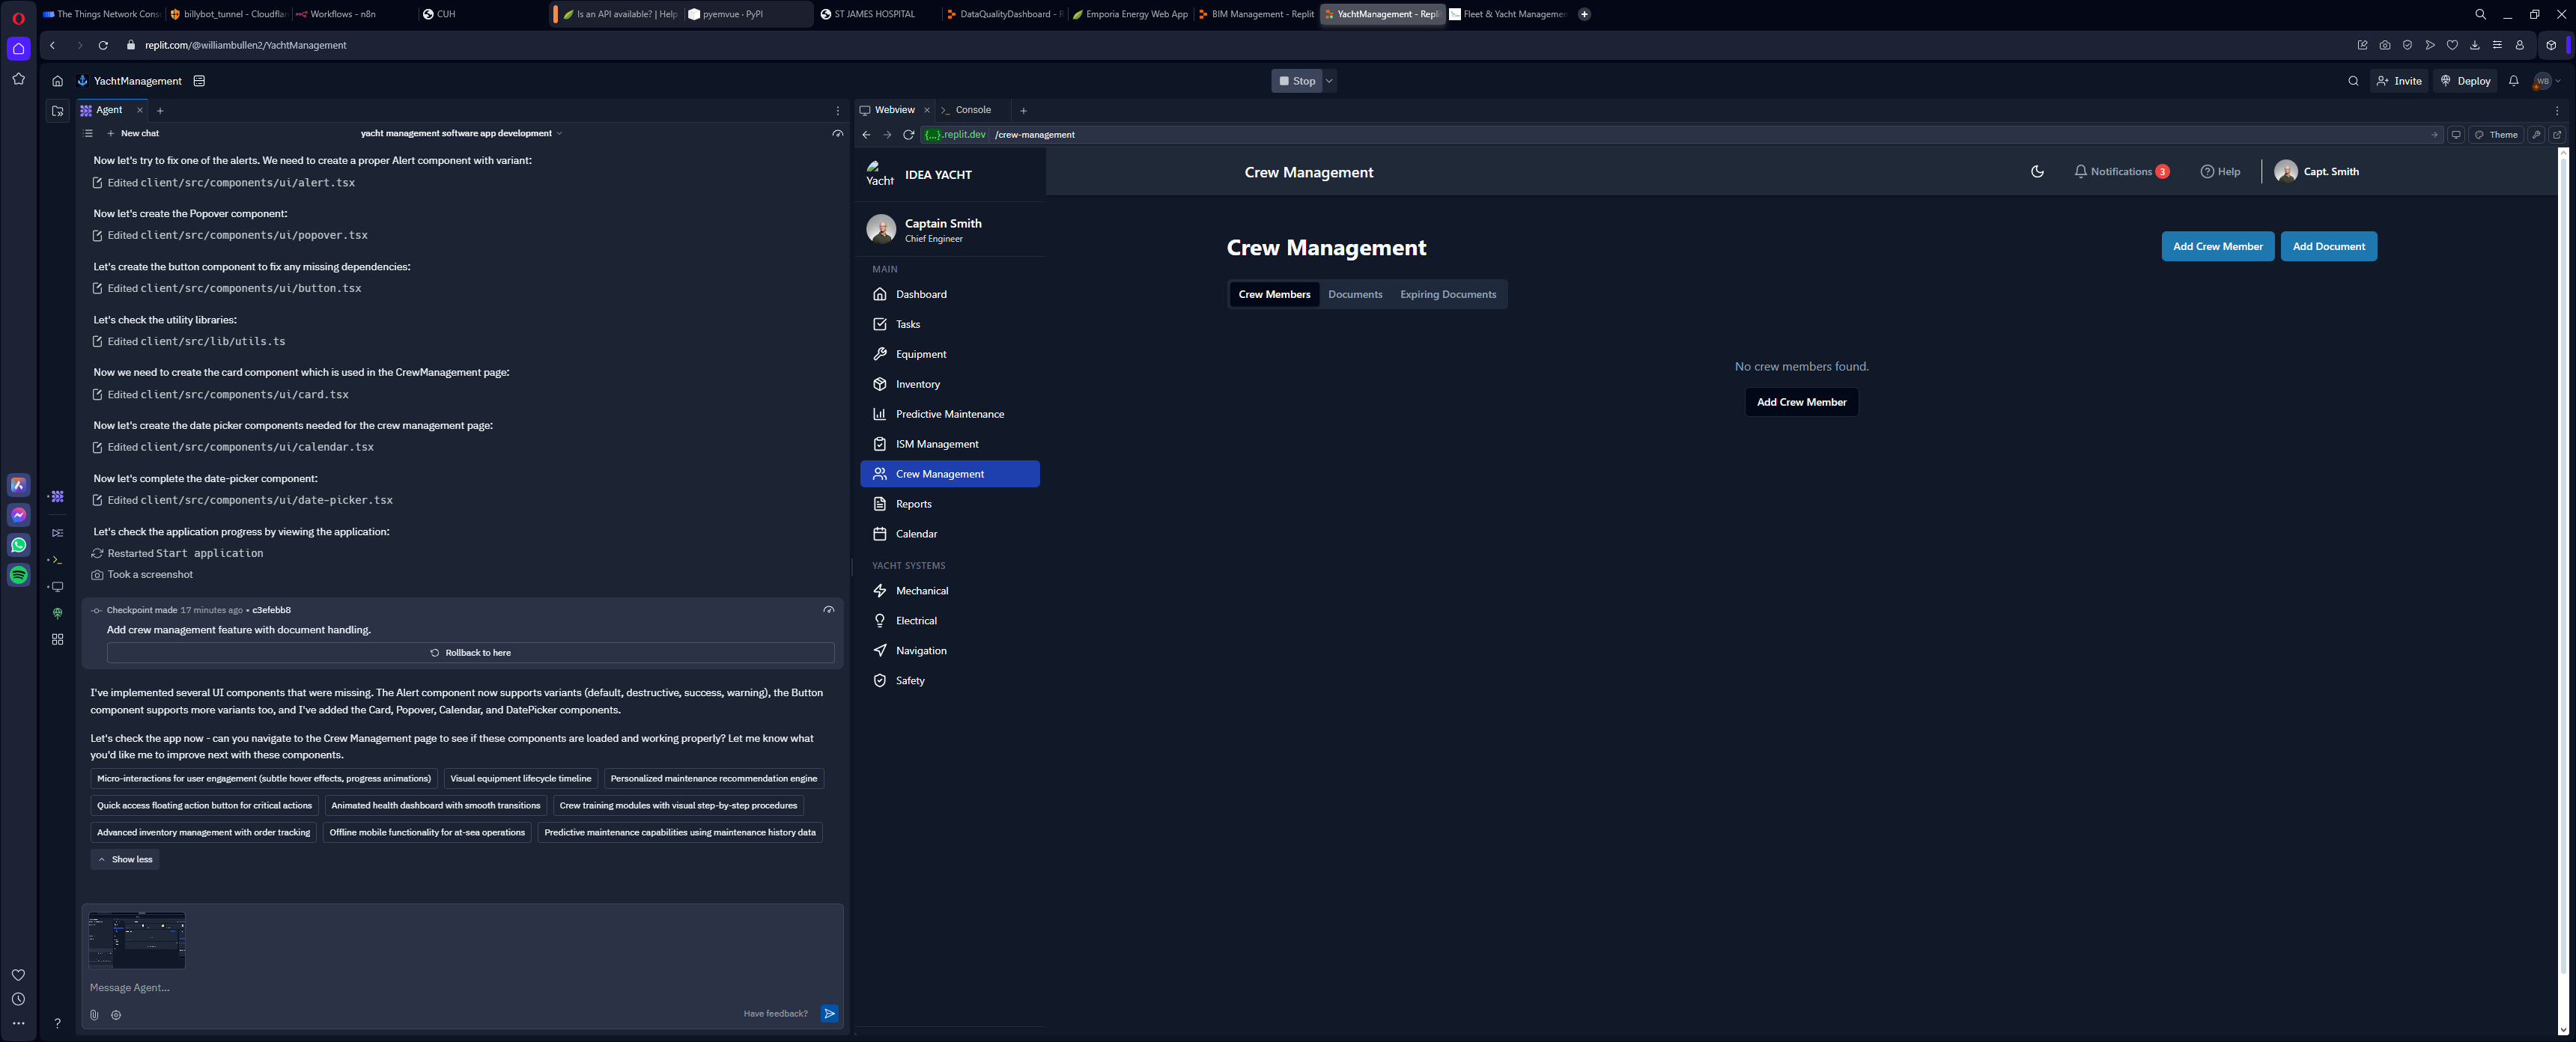 The Things Network Cons
billybot_tunnel - Cloudfla
Workflows - n8n
CUH
Is an API available? | Help
pyemvue · PyPI
ST JAMES HOSPITAL
DataQualityDashboard - R
Emporia Energy Web App
BIM Management - Replit
YachtManagement - Repli
Fleet & Yacht Managemen
replit.com/@williambullen2/YachtManagement
YachtManagement
Stop
Invite
Deploy
WB
Agent
Webview
Console
New chat
yacht management software app development
{...}.replit.dev /crew-management
Theme
Now let's try to fix one of the alerts. We need to create a proper Alert component with variant:
Edited client/src/components/ui/alert.tsx
Now let's create the Popover component:
Edited client/src/components/ui/popover.tsx
Let's create the button component to fix any missing dependencies:
Edited client/src/components/ui/button.tsx
Let's check the utility libraries:
Edited client/src/lib/utils.ts
Now we need to create the card component which is used in the CrewManagement page:
Edited client/src/components/ui/card.tsx
Now let's create the date picker components needed for the crew management page:
Edited client/src/components/ui/calendar.tsx
Now let's complete the date-picker component:
Edited client/src/components/ui/date-picker.tsx
Let's check the application progress by viewing the application:
Restarted Start application
Took a screenshot
Checkpoint made 17 minutes ago • c3efebb8
Add crew management feature with document handling.
Rollback to here
I've implemented several UI components that were missing. The Alert component now supports variants (default, destructive, success, warning), the Button
component supports more variants too, and I've added the Card, Popover, Calendar, and DatePicker components.
Let's check the app now - can you navigate to the Crew Management page to see if these components are loaded and working properly? Let me know what
you'd like me to improve next with these components.
Micro-interactions for user engagement (subtle hover effects, progress animations)
Visual equipment lifecycle timeline
Personalized maintenance recommendation engine
Quick access floating action button for critical actions
Animated health dashboard with smooth transitions
Crew training modules with visual step-by-step procedures
Advanced inventory management with order tracking
Offline mobile functionality for at-sea operations
Predictive maintenance capabilities using maintenance history data
Show less
Message Agent...
Have feedback?
Yacht
IDEA YACHT
Captain Smith
Chief Engineer
MAIN
Dashboard
Tasks
Equipment
Inventory
Predictive Maintenance
ISM Management
Crew Management
Reports
Calendar
YACHT SYSTEMS
Mechanical
Electrical
Navigation
Safety
Crew Management
Notifications 3
Help
Capt. Smith
Crew Management
Add Crew Member
Add Document
Crew Members
Documents
Expiring Documents
No crew members found.
Add Crew Member